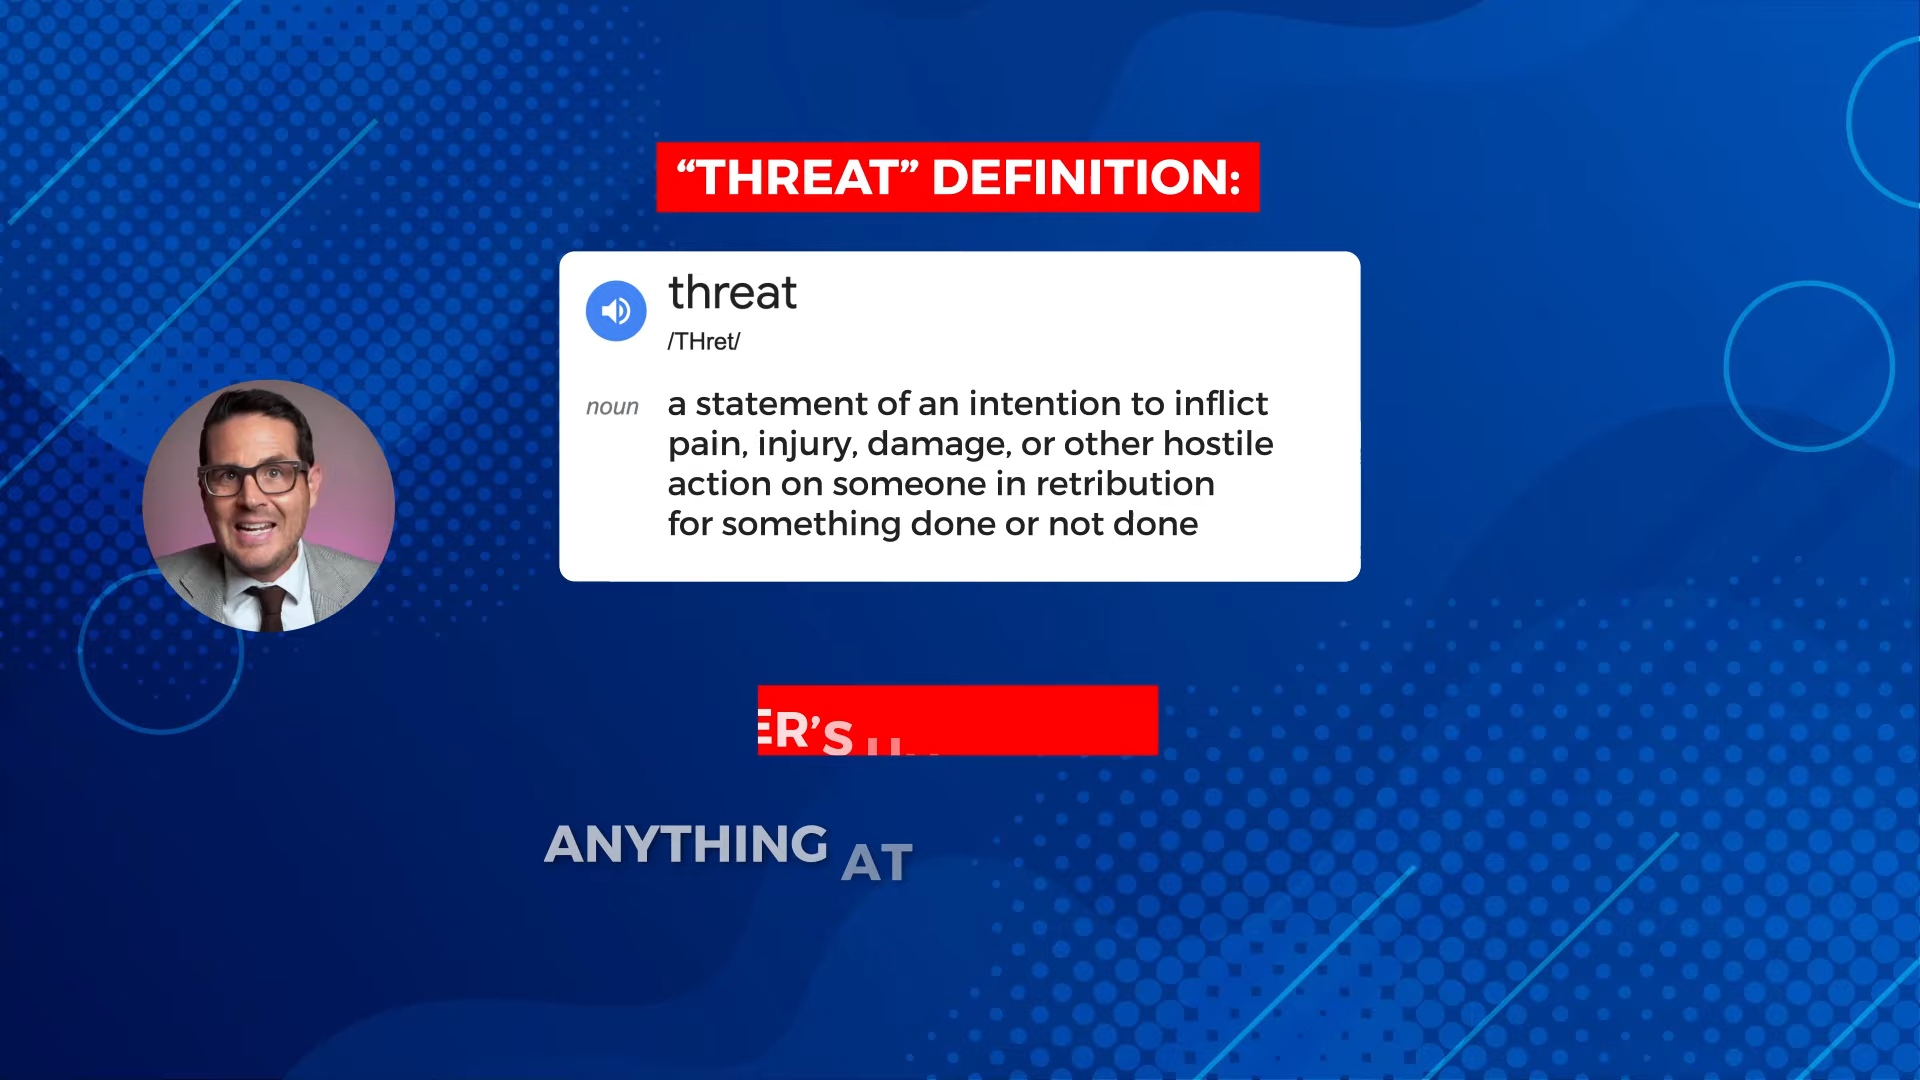 “THREAT” DEFINITION:
threat
/THret/
noun
a statement of an intention to inflict
pain, injury, damage, or other hostile
action on someone in retribution
for something done or not done
ER’S
ANYTHING AT